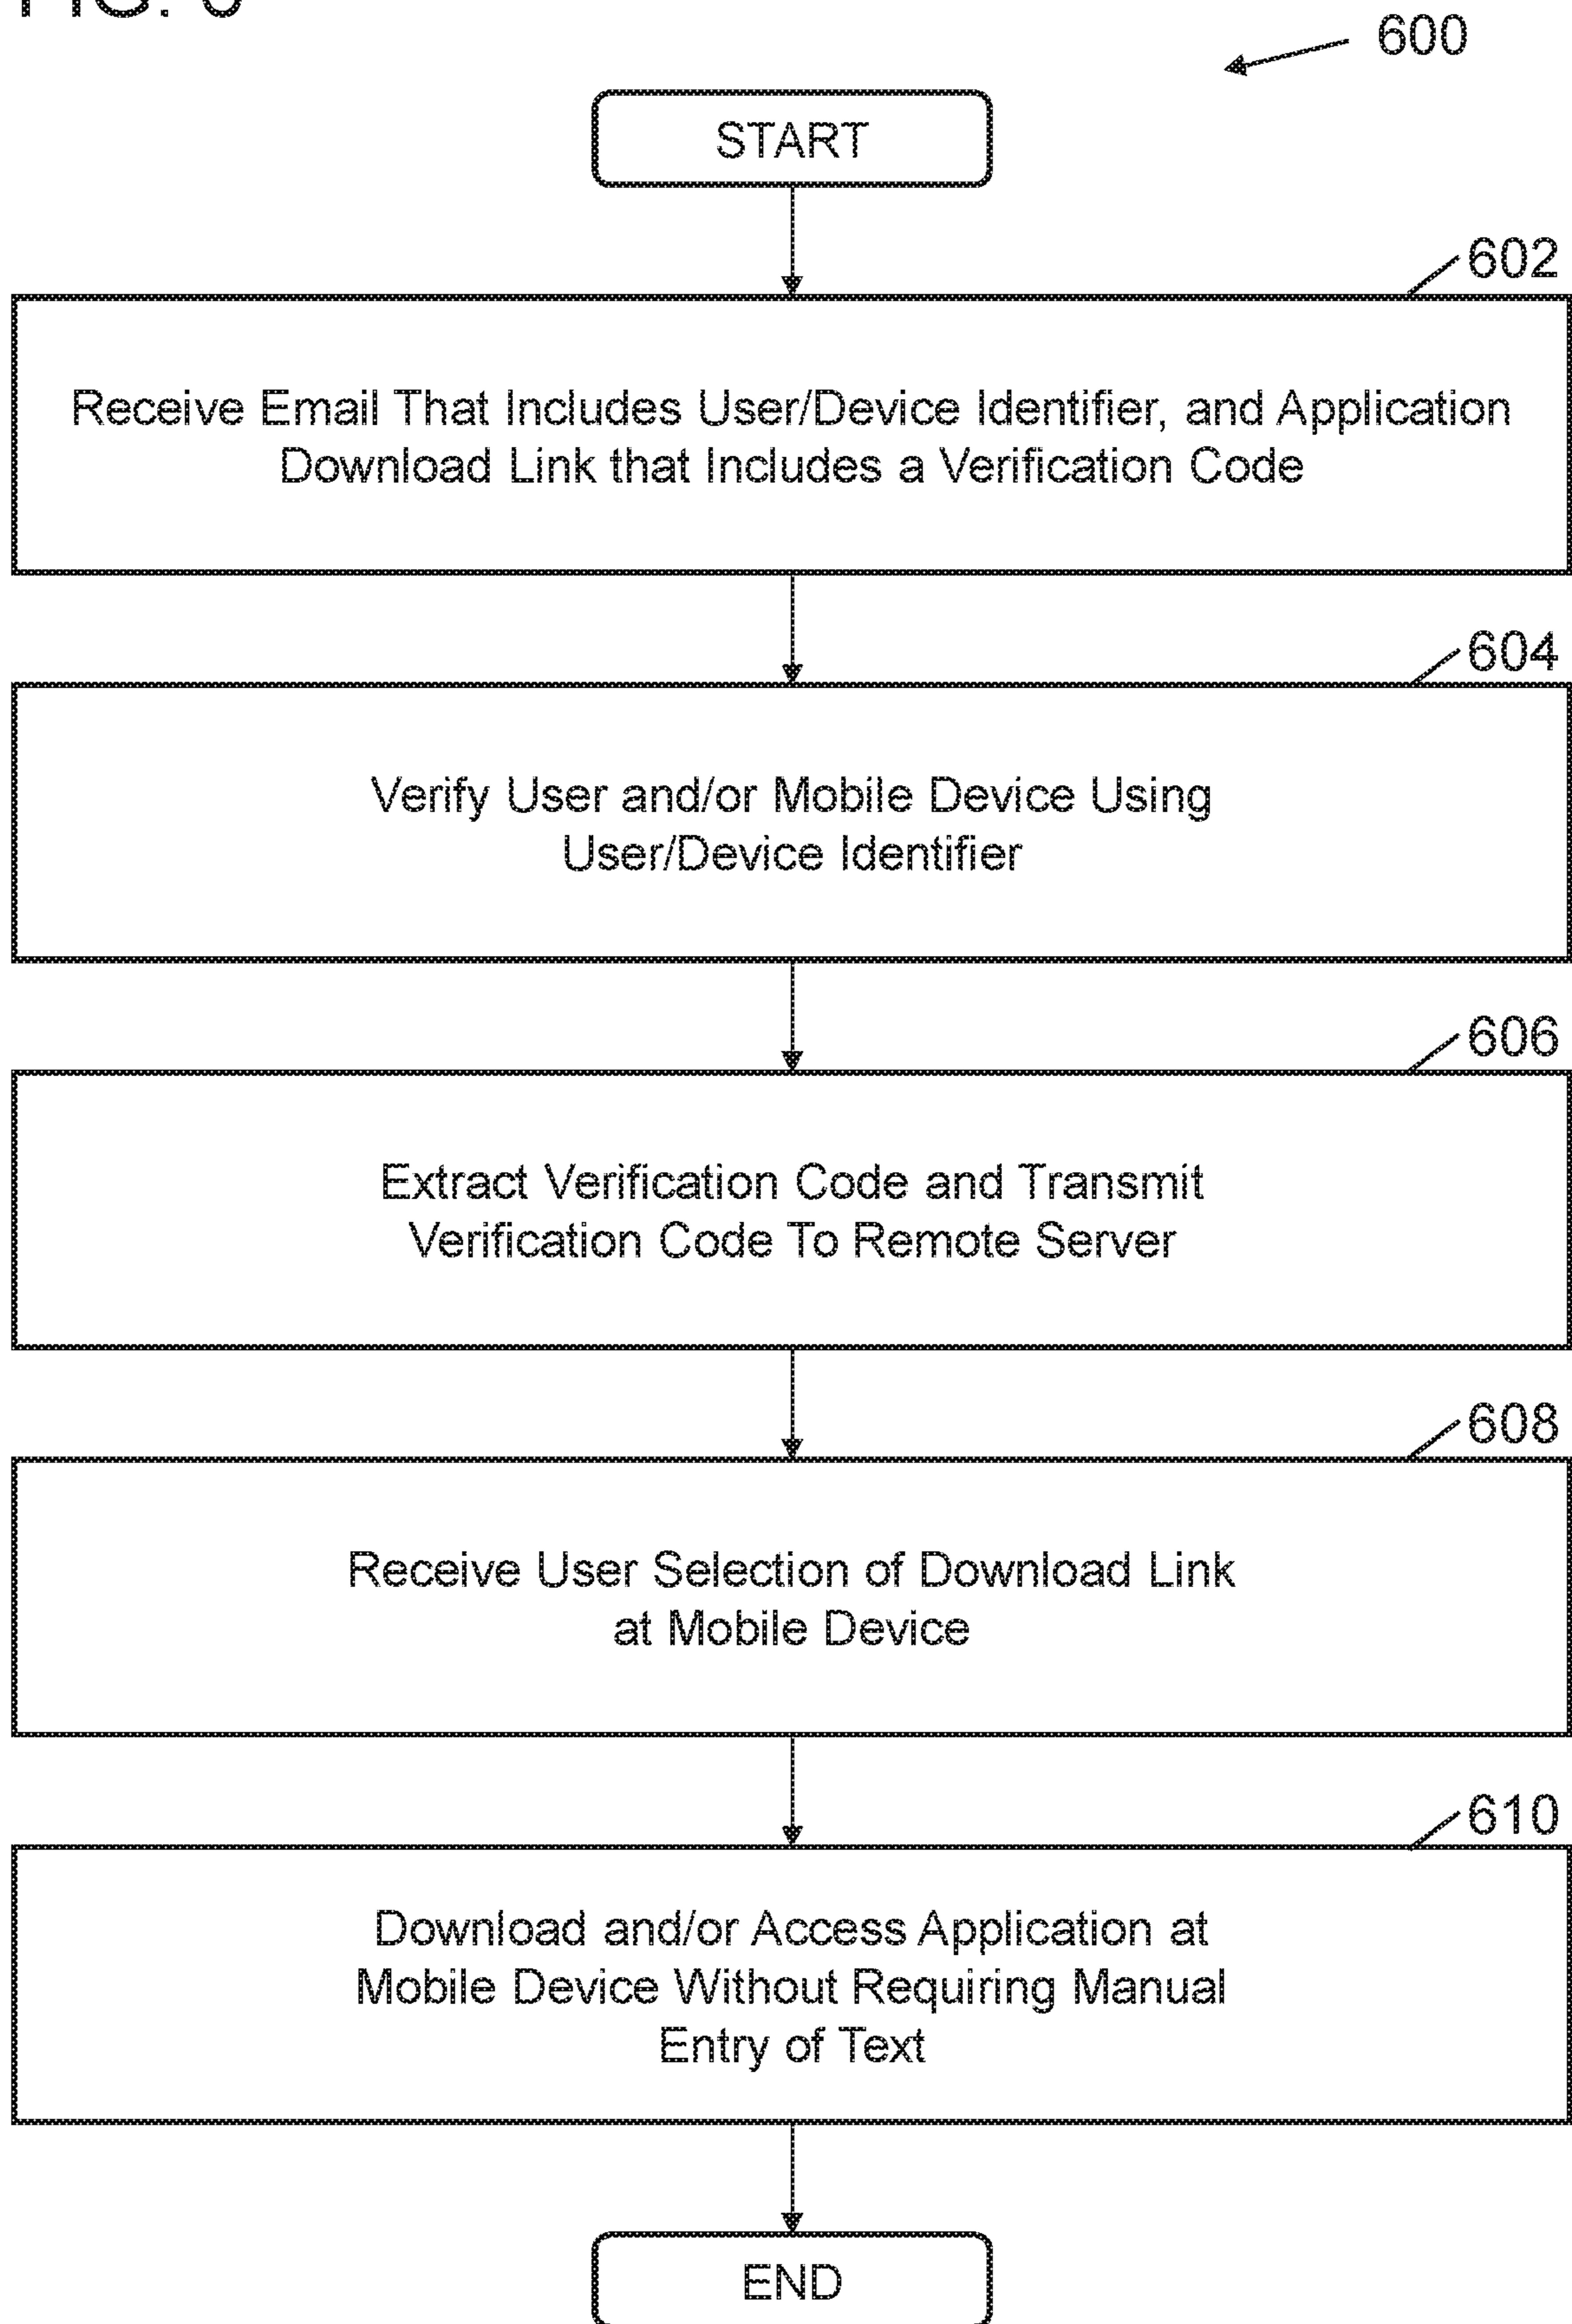 FIG. 6
600
START
602
Receive Email That Includes User/Device Identifier, and Application
Download Link that Includes a Verification Code
604
Verify User and/or Mobile Device Using
User/Device Identifier
606
Extract Verification Code and Transmit
Verification Code To Remote Server
608
Receive User Selection of Download Link
at Mobile Device
610
Download and/or Access Application at
Mobile Device Without Requiring Manual
Entry of Text
END